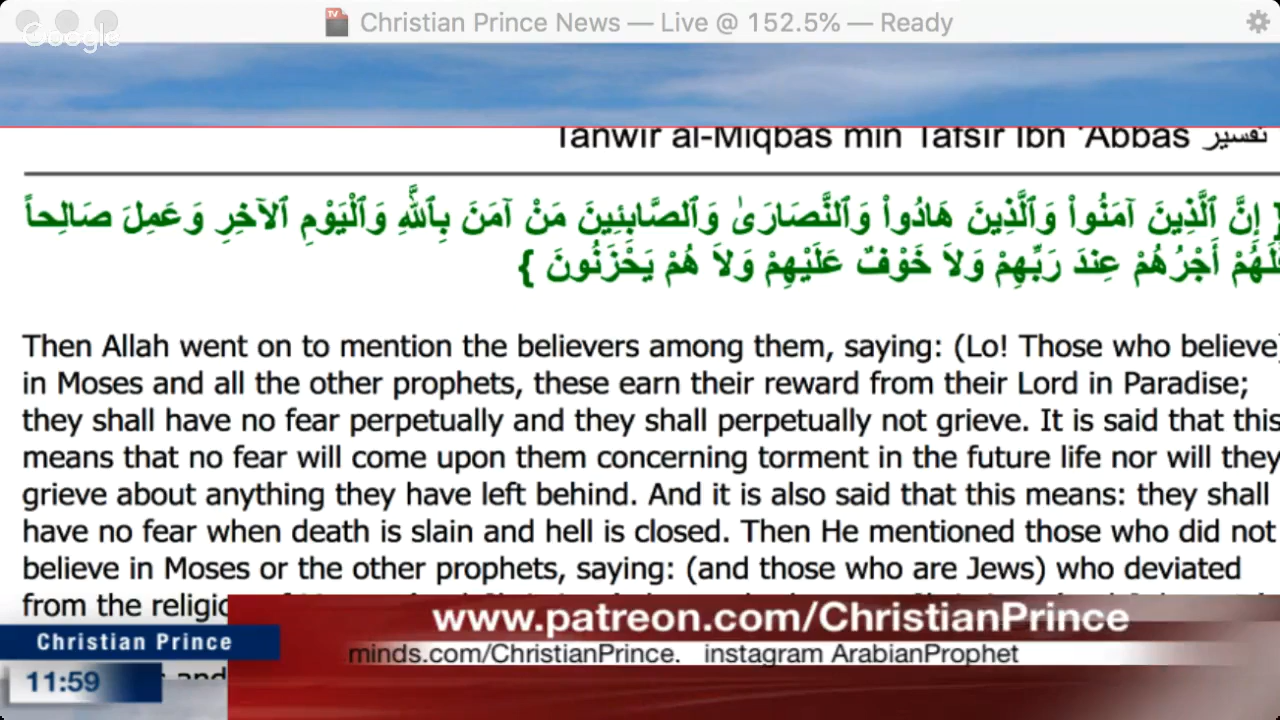 Christian Prince News — Live @ 152.5% — Ready
Google
Tanwîr al-Miqbâs min Tafsîr Ibn 'Abbâs تفسير
إِنَّ ٱلَّذِينَ آمَنُواْ وَٱلَّذِينَ هَادُواْ وَٱلنَّصَارَىٰ وَٱلصَّابِئِينَ مَنْ آمَنَ بِٱللَّهِ وَٱلْيَوْمِ ٱلآخِرِ وَعَمِلَ صَالِحاً
فَلَهُمْ أَجْرُهُمْ عِندَ رَبِّهِمْ وَلاَ خَوْفٌ عَلَيْهِمْ وَلاَ هُمْ يَحْزَنُونَ }
Then Allah went on to mention the believers among them, saying: (Lo! Those who believe)
in Moses and all the other prophets, these earn their reward from their Lord in Paradise;
they shall have no fear perpetually and they shall perpetually not grieve. It is said that this
means that no fear will come upon them concerning torment in the future life nor will they
grieve about anything they have left behind. And it is also said that this means: they shall
have no fear when death is slain and hell is closed. Then He mentioned those who did not
believe in Moses or the other prophets, saying: (and those who are Jews) who deviated
from the
www.patreon.com/ChristianPrince
Christian Prince
minds.com/ChristianPrince. instagram ArabianProphet
11:59
and